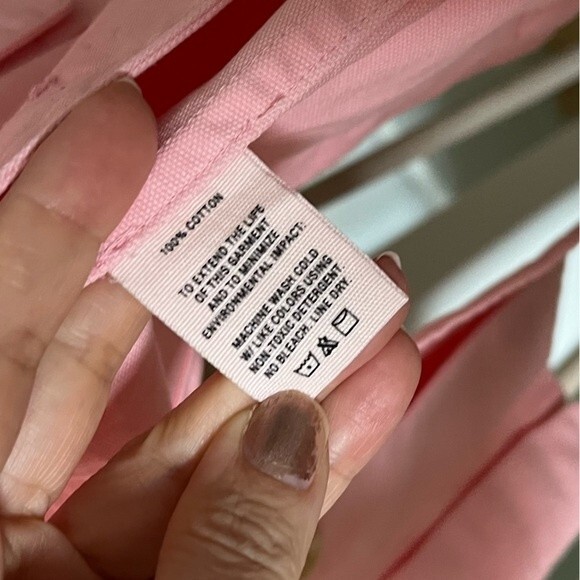 100% COTTON
TO EXTEND THE LIFE
OF THIS GARMENT
AND TO MINIMIZE
ENVIRONMENTAL IMPACT:
MACHINE WASH COLD
W/ LIKE COLORS USING
NON-TOXIC DETERGENT.
NO BLEACH. LINE DRY.